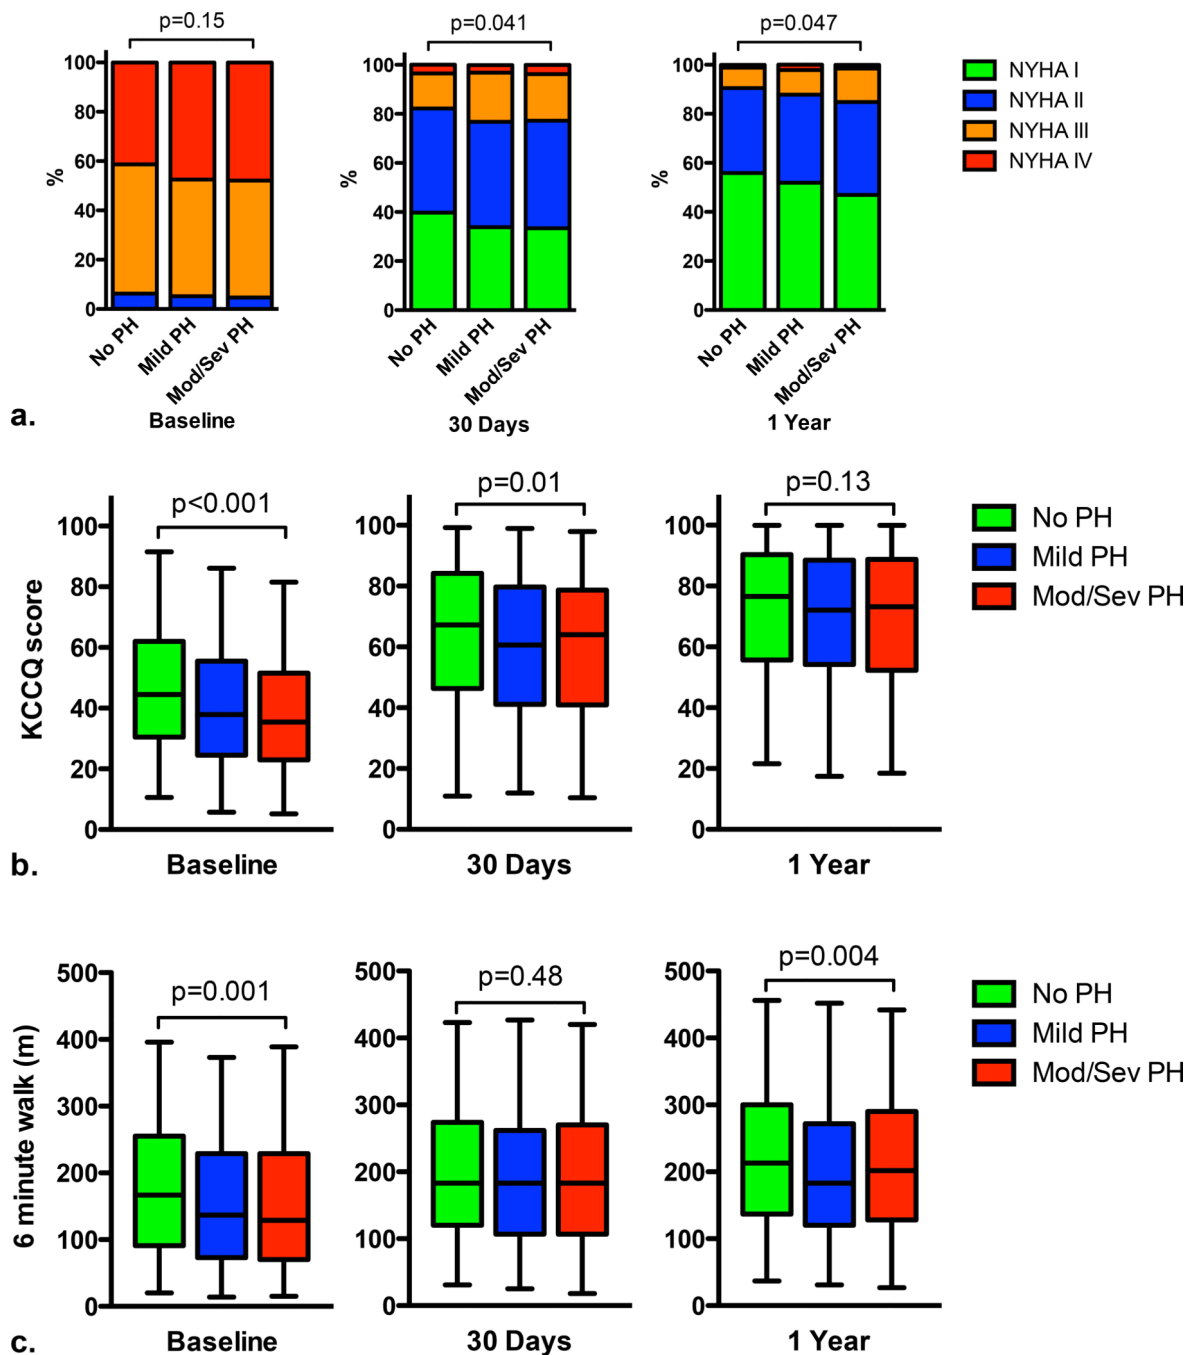 p=0.15
p=0.041
p=0.047
100
80
60
40
20
0
%
No PH
Mild PH
Mod/Sev PH
Baseline
100
80
60
40
20
0
%
No PH
Mild PH
Mod/Sev PH
30 Days
100
80
60
40
20
0
%
No PH
Mild PH
Mod/Sev PH
1 Year
NYHA I
NYHA II
NYHA III
NYHA IV
a.
p<0.001
p=0.01
p=0.13
KCCQ score
100
80
60
40
20
0
Baseline
100
80
60
40
20
0
30 Days
100
80
60
40
20
0
1 Year
No PH
Mild PH
Mod/Sev PH
b.
p=0.001
p=0.48
p=0.004
6 minute walk (m)
500
400
300
200
100
0
Baseline
500
400
300
200
100
0
30 Days
500
400
300
200
100
0
1 Year
No PH
Mild PH
Mod/Sev PH
c.